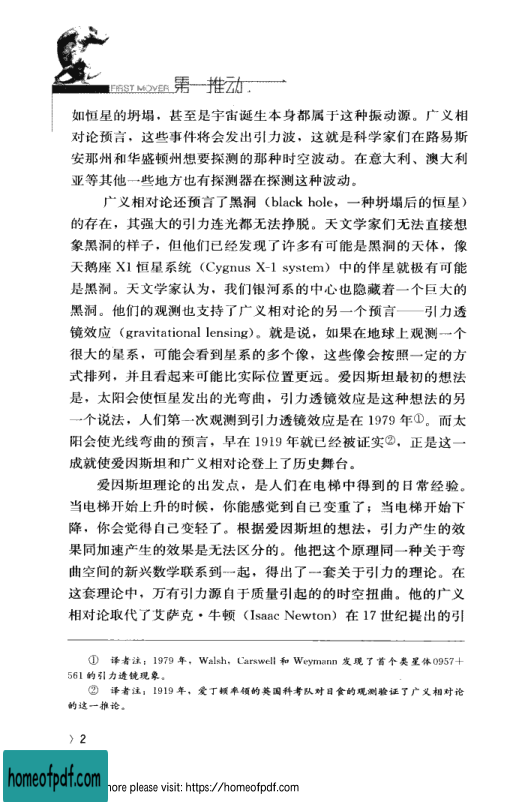 FIRST MOVER 第一推动
如恒星的坍塌，甚至是宇宙诞生本身都属于这种振动源。广义相
对论预言，这些事件将会发出引力波，这就是科学家们在路易斯
安那州和华盛顿州想要探测的那种时空波动。在意大利、澳大利
亚等其他一些地方也有探测器在探测这种波动。
广义相对论还预言了黑洞（black hole，一种坍塌后的恒星）
的存在，其强大的引力连光都无法挣脱。天文学家们无法直接想
象黑洞的样子，但他们已经发现了许多有可能是黑洞的天体，像
天鹅座 X1 恒星系统（Cygnus X-1 system）中的伴星就极有可能
是黑洞。天文学家认为，我们银河系的中心也隐藏着一个巨大的
黑洞。他们的观测也支持了广义相对论的另一个预言——引力透
镜效应（gravitational lensing）。就是说，如果在地球上观测一个
很大的星系，可能会看到星系的多个像，这些像会按照一定的方
式排列，并且看起来可能比实际位置更远。爱因斯坦最初的想法
是，太阳会使恒星发出的光弯曲，引力透镜效应是这种想法的另
一个说法，人们第一次观测到引力透镜效应是在 1979 年①。而太
阳会使光线弯曲的预言，早在 1919 年就已经被证实②，正是这一
成就使爱因斯坦和广义相对论登上了历史舞台。
爱因斯坦理论的出发点，是人们在电梯中得到的日常经验。
当电梯开始上升的时候，你能感觉到自己变重了；当电梯开始下
降，你会觉得自己变轻了。根据爱因斯坦的想法，引力产生的效
果同加速产生的效果是无法区分的。他把这个原理同一种关于弯
曲空间的新兴数学联系到一起，得出了一套关于引力的理论。在
这套理论中，万有引力源自于质量引起的的时空扭曲。他的广义
相对论取代了艾萨克·牛顿（Isaac Newton）在 17 世纪提出的引
① 译者注：1979 年，Walsh，Carswell 和 Weymann 发现了首个类星体0957＋
561 的引力透镜现象。
② 译者注：1919 年，爱丁顿率领的英国科考队对日食的观测验证了广义相对论
的这一推论。
〉2
homeofpdf.com
ore please visit: https://homeofpdf.com